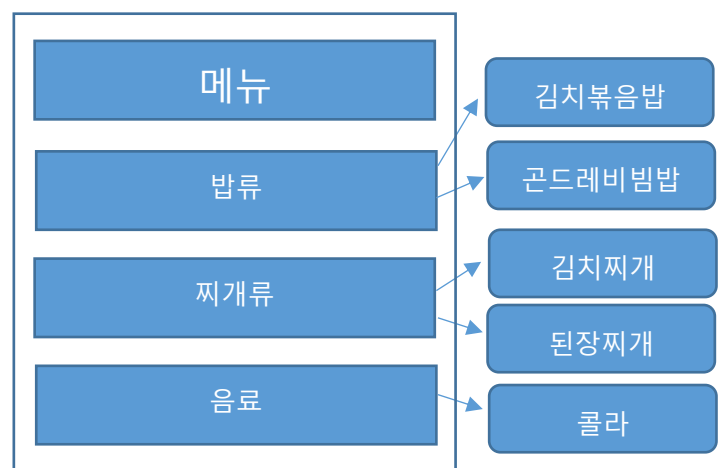 메뉴
밥류
찌개류
음료
김치볶음밥
곤드레비빔밥
김치찌개
된장찌개
콜라